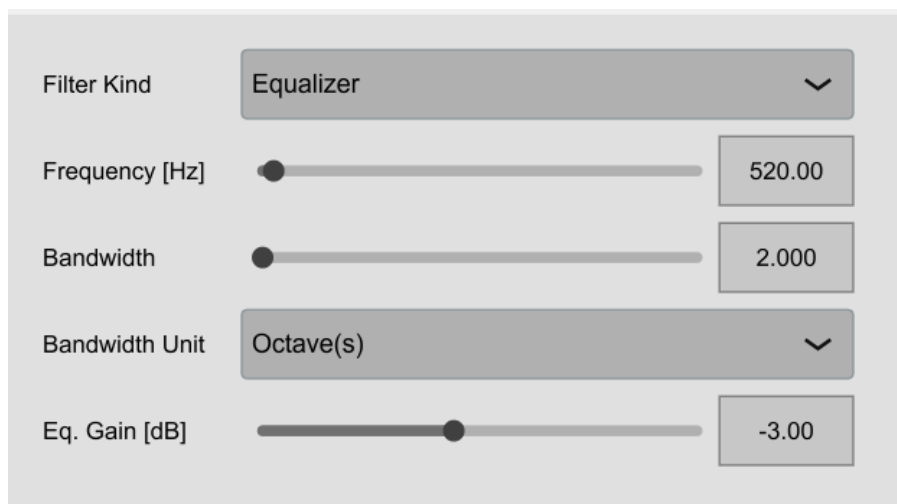 Filter Kind Equalizer
Frequency [Hz] 520.00
Bandwidth 2.000
Bandwidth Unit Octave(s)
Eq. Gain [dB] -3.00